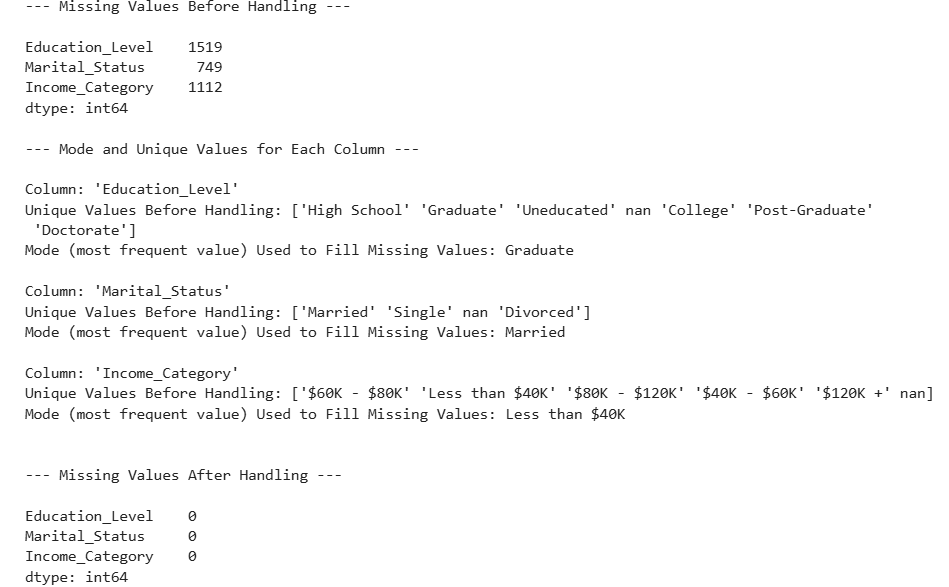 --- Missing Values Before Handling ---
Education_Level    1519
Marital_Status      749
Income_Category    1112
dtype: int64
--- Mode and Unique Values for Each Column ---
Column: 'Education_Level'
Unique Values Before Handling: ['High School' 'Graduate' 'Uneducated' nan 'College' 'Post-Graduate'
 'Doctorate']
Mode (most frequent value) Used to Fill Missing Values: Graduate
Column: 'Marital_Status'
Unique Values Before Handling: ['Married' 'Single' nan 'Divorced']
Mode (most frequent value) Used to Fill Missing Values: Married
Column: 'Income_Category'
Unique Values Before Handling: ['$60K - $80K' 'Less than $40K' '$80K - $120K' '$40K - $60K' '$120K +' nan]
Mode (most frequent value) Used to Fill Missing Values: Less than $40K
--- Missing Values After Handling ---
Education_Level    0
Marital_Status     0
Income_Category    0
dtype: int64